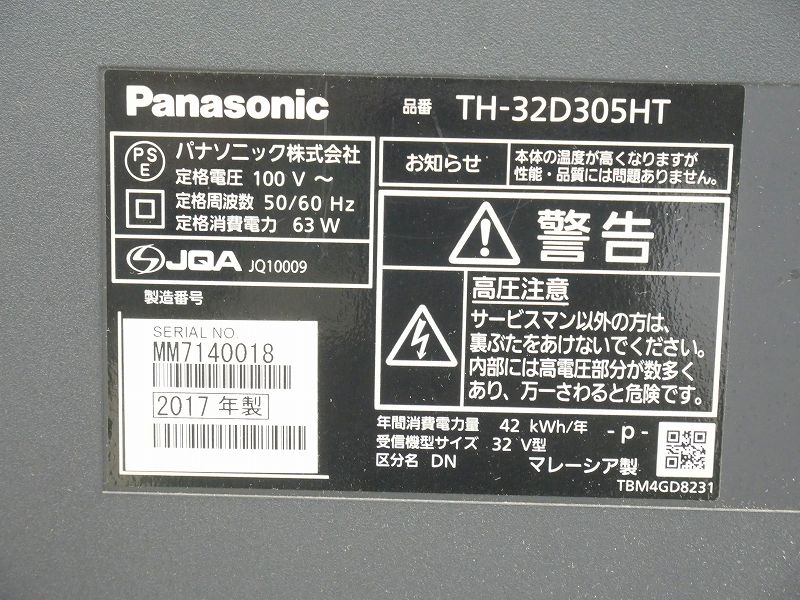 Panasonic
品番 TH-32D305HT
PS
E
パナソニック株式会社
定格電圧 100 V ～
定格周波数 50/60 Hz
定格消費電力 63 W
JQA JQ10009
お知らせ
本体の温度が高くなりますが
性能・品質には問題ありません。
警告
高圧注意
サービスマン以外の方は、
裏ぶたをあけないでください。
内部には高電圧部分が数多く
あり、万一さわると危険です。
製造番号
SERIAL NO.
MM7140018
2017 年製
年間消費電力量 42 kWh/年
受信機型サイズ 32 V型
区分名 DN
- p -
マレーシア製
TBM4GD8231